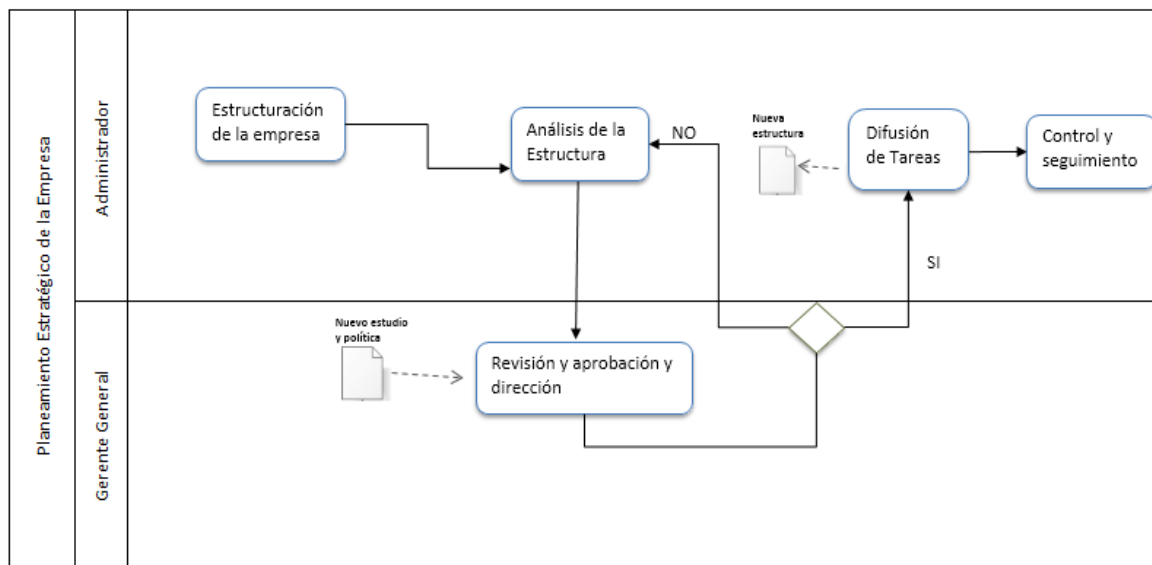 Planeamiento Estratégico de la Empresa
Administrador
Estructuración
de la empresa
Análisis de la
Estructura
NO
Nueva
estructura
Difusión
de Tareas
Control y
seguimiento
SI
Gerente General
Nuevo estudio
y política
Revisión y aprobación y
dirección